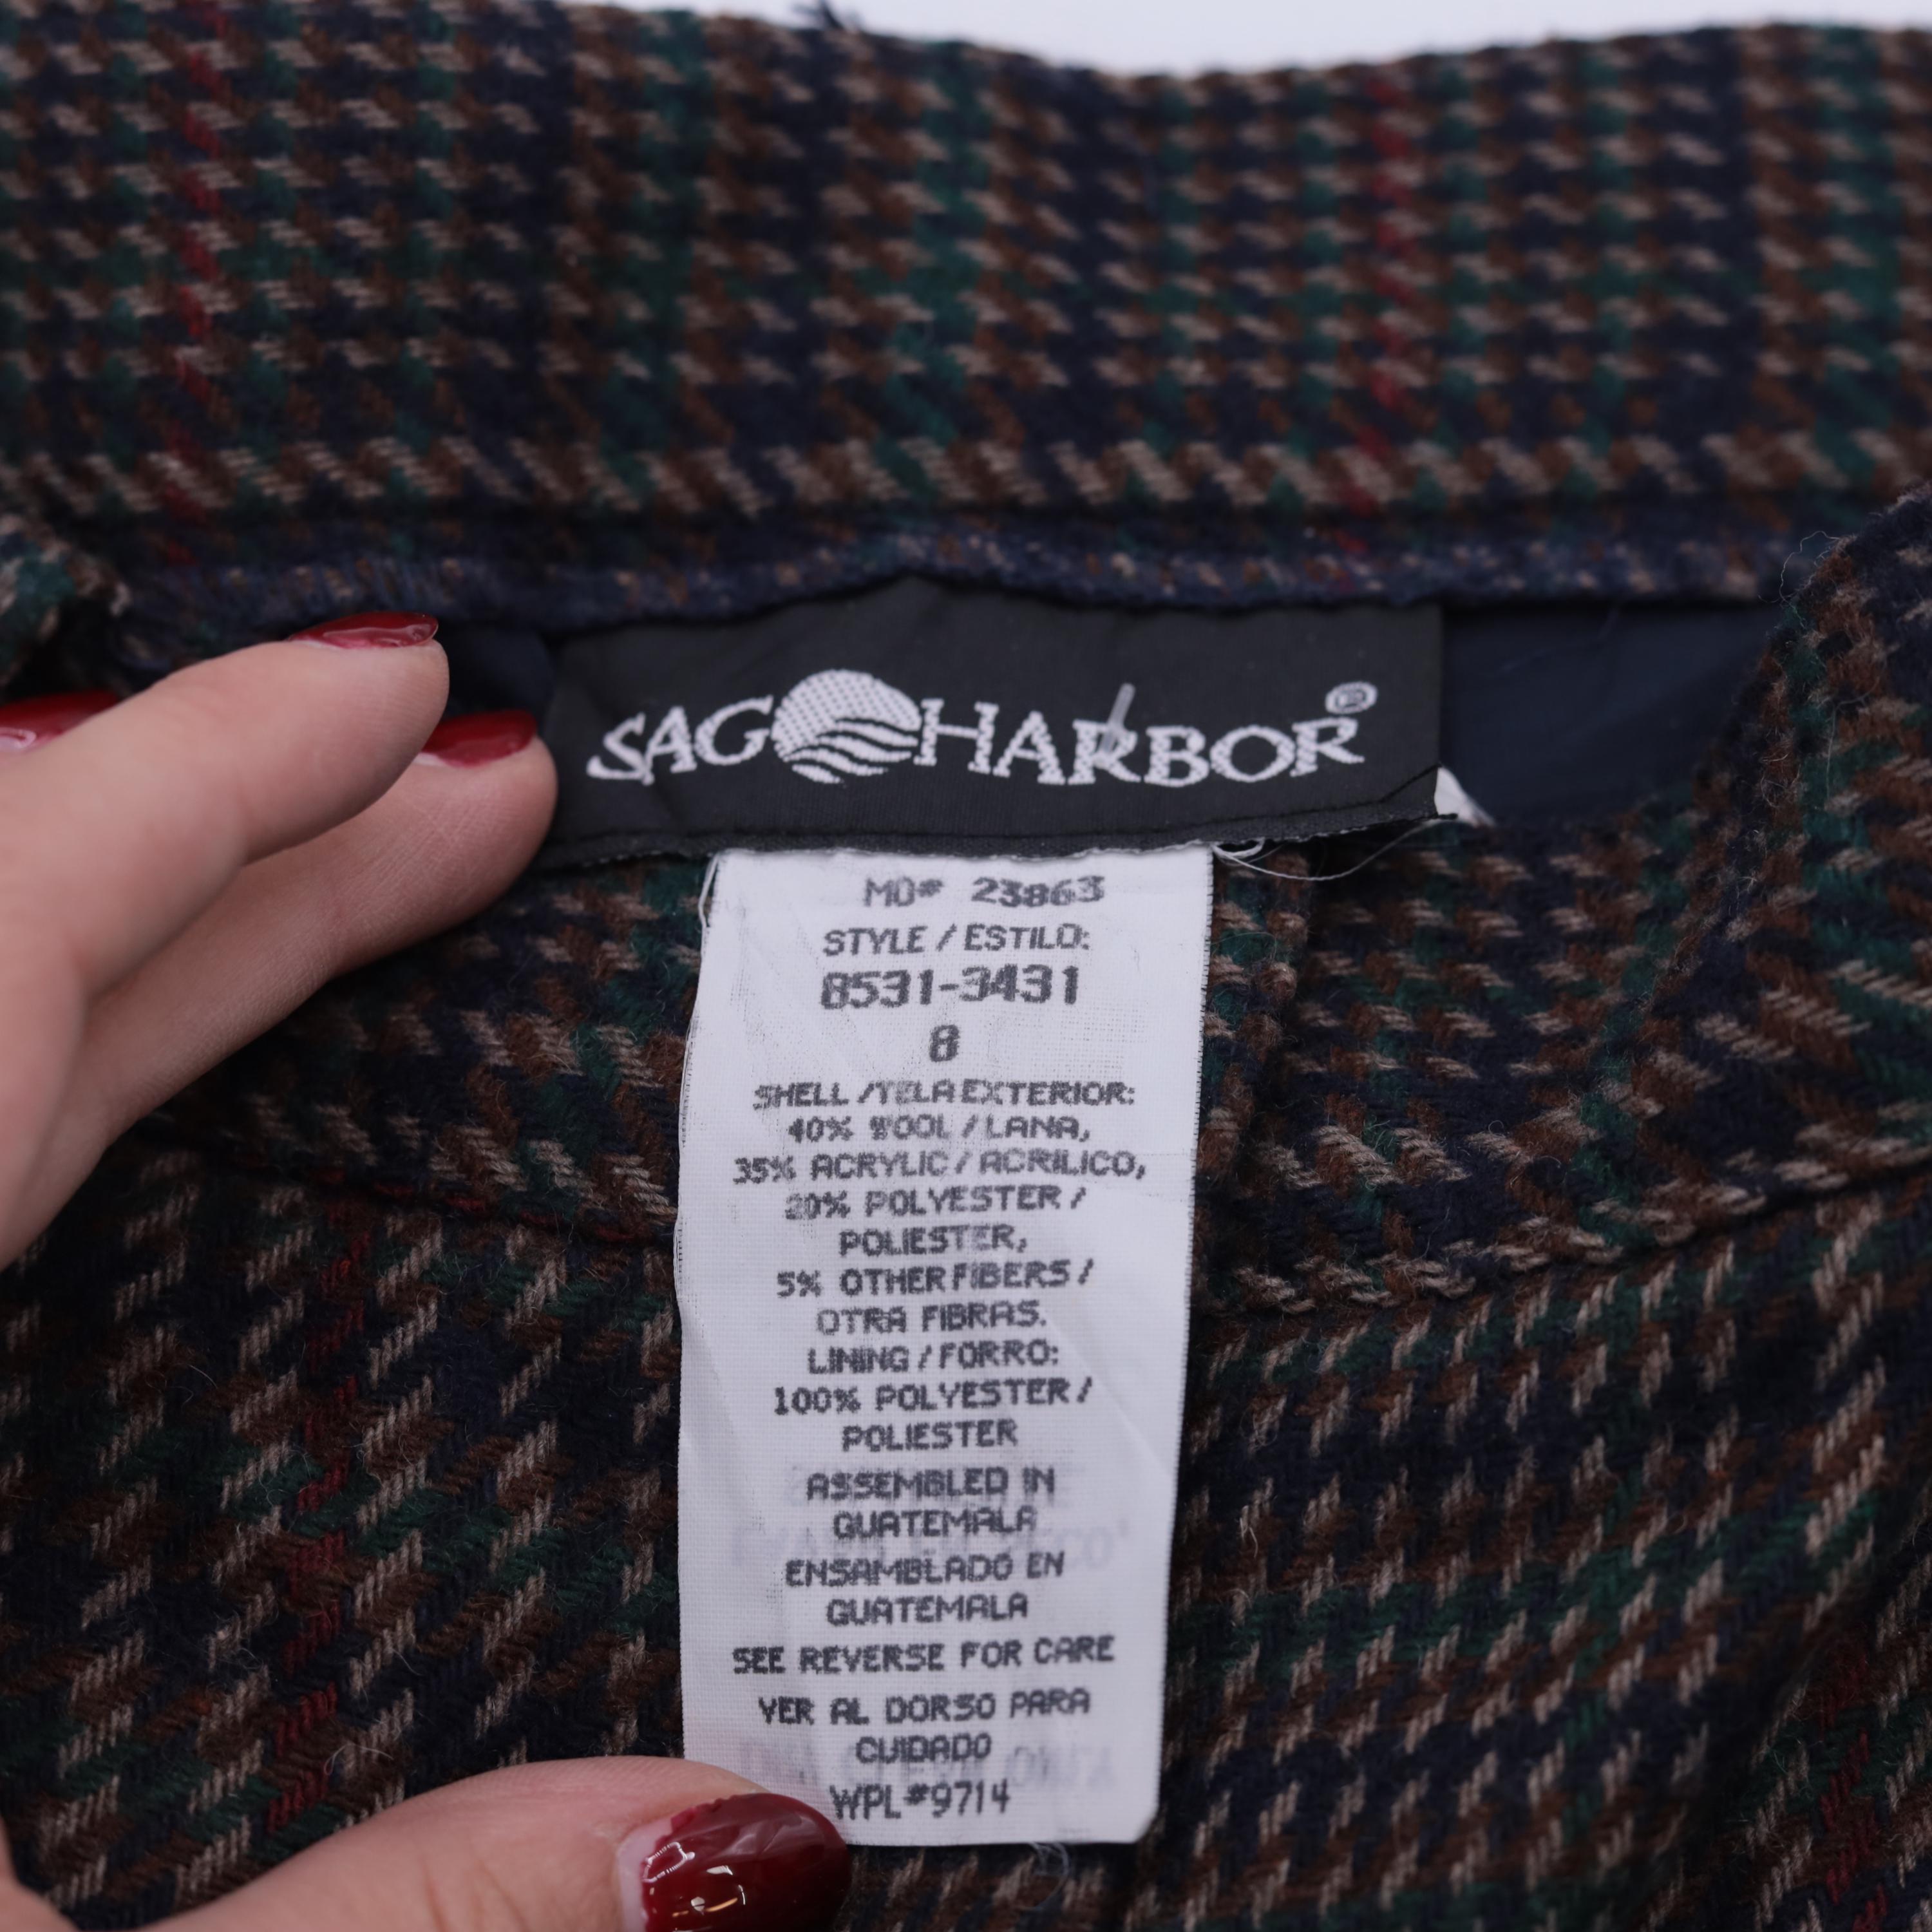 SAG HARBOR®
MO# 23863
STYLE / ESTILO:
8531-3431
8
SHELL / TELA EXTERIOR:
40% WOOL / LANA,
35% ACRYLIC / ACRILICO,
20% POLYESTER /
POLIESTER,
5% OTHER FIBERS /
OTRA FIBRAS.
LINING / FORRO:
100% POLYESTER /
POLIESTER
ASSEMBLED IN
GUATEMALA
ENSAMBLADO EN
GUATEMALA
SEE REVERSE FOR CARE
VER AL DORSO PARA
CUIDADO
WPL#9714